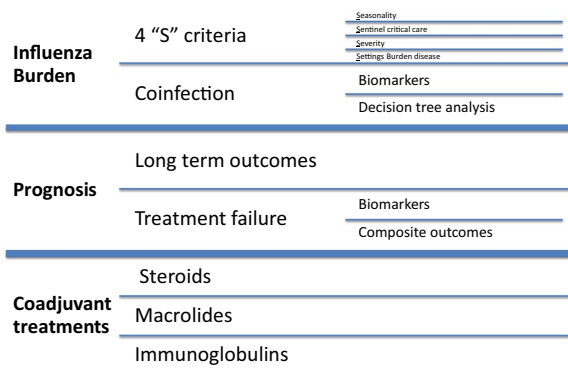 Influenza
Burden
4 “S” criteria
Seasonality
Sentinel critical care
Severity
Settings Burden disease
Coinfection
Biomarkers
Decision tree analysis
Prognosis
Long term outcomes
Treatment failure
Biomarkers
Composite outcomes
Coadjuvant
treatments
Steroids
Macrolides
Immunoglobulins